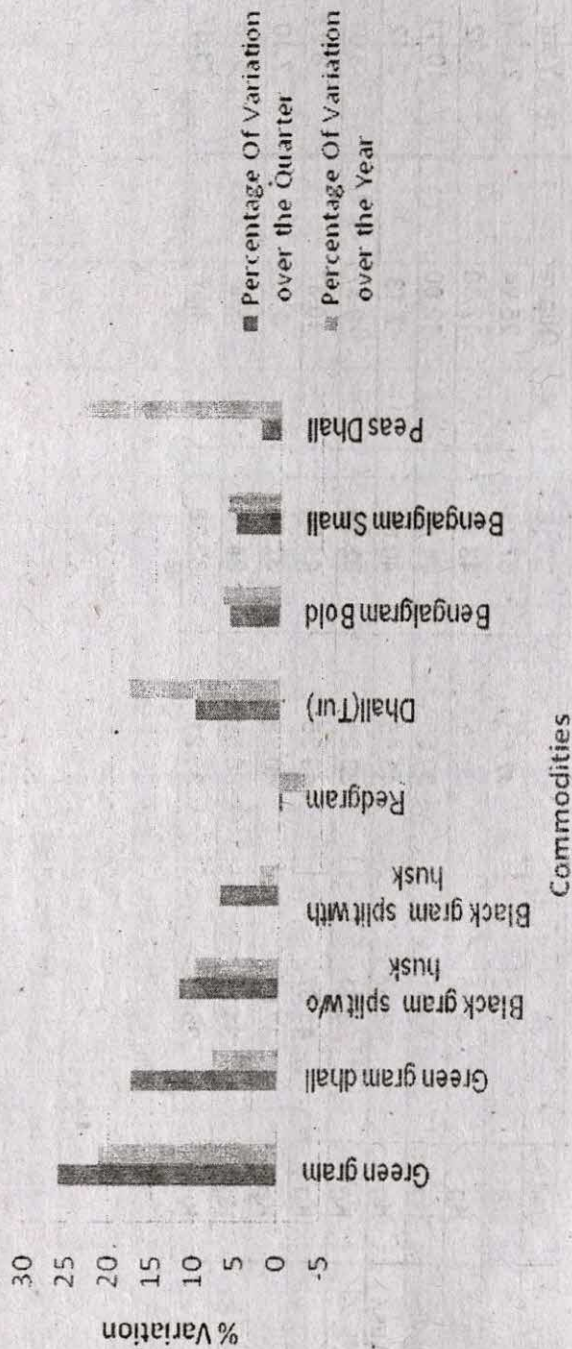 % Variation
30
25
20
15
10
5
0
-5
Green gram
Green gram dhall
Black gram split w/o
husk
Black gram split with
husk
Redgram
Dhall(Tur)
Bengalgram Bold
Bengalgram Small
Peas Dhall
Commodities
Percentage Of Variation
over the Quarter
Percentage Of Variation
over the Year